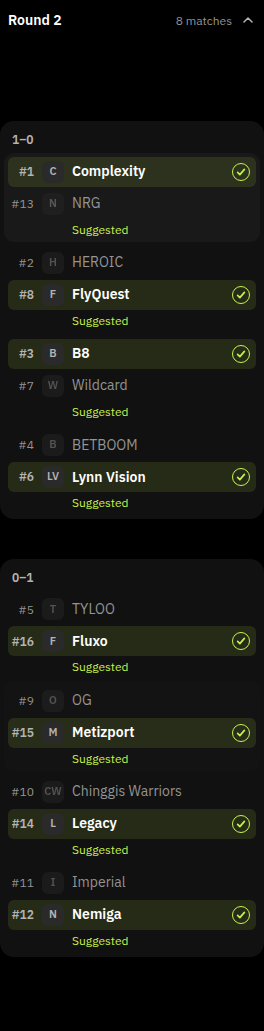 Round 2 8 matches
1–0
#1 C Complexity
#13 N NRG
Suggested
#2 H HEROIC
#8 F FlyQuest
Suggested
#3 B B8
#7 W Wildcard
Suggested
#4 B BETBOOM
#6 LV Lynn Vision
Suggested
0–1
#5 T TYLOO
#16 F Fluxo
Suggested
#9 O OG
#15 M Metizport
Suggested
#10 CW Chinggis Warriors
#14 L Legacy
Suggested
#11 I Imperial
#12 N Nemiga
Suggested